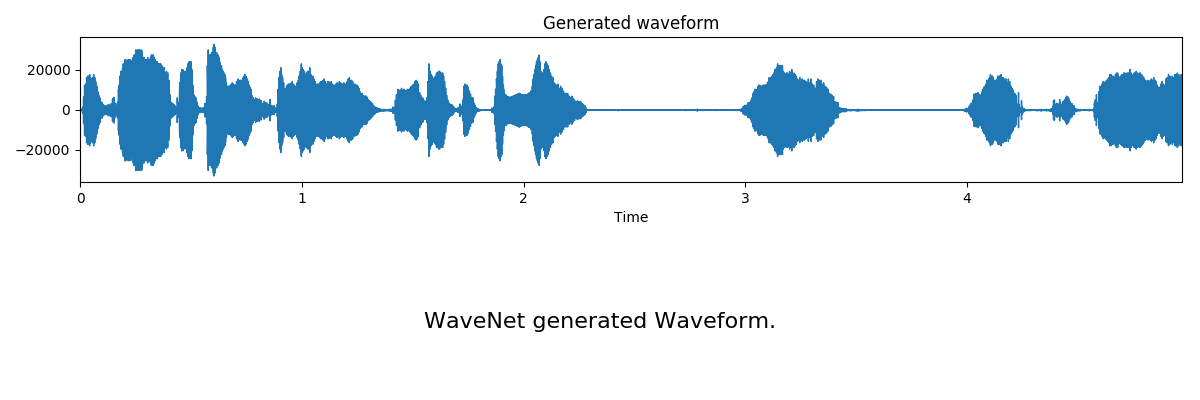 Generated waveform
20000
0
−20000
0 1 2 3 4
Time
WaveNet generated Waveform.